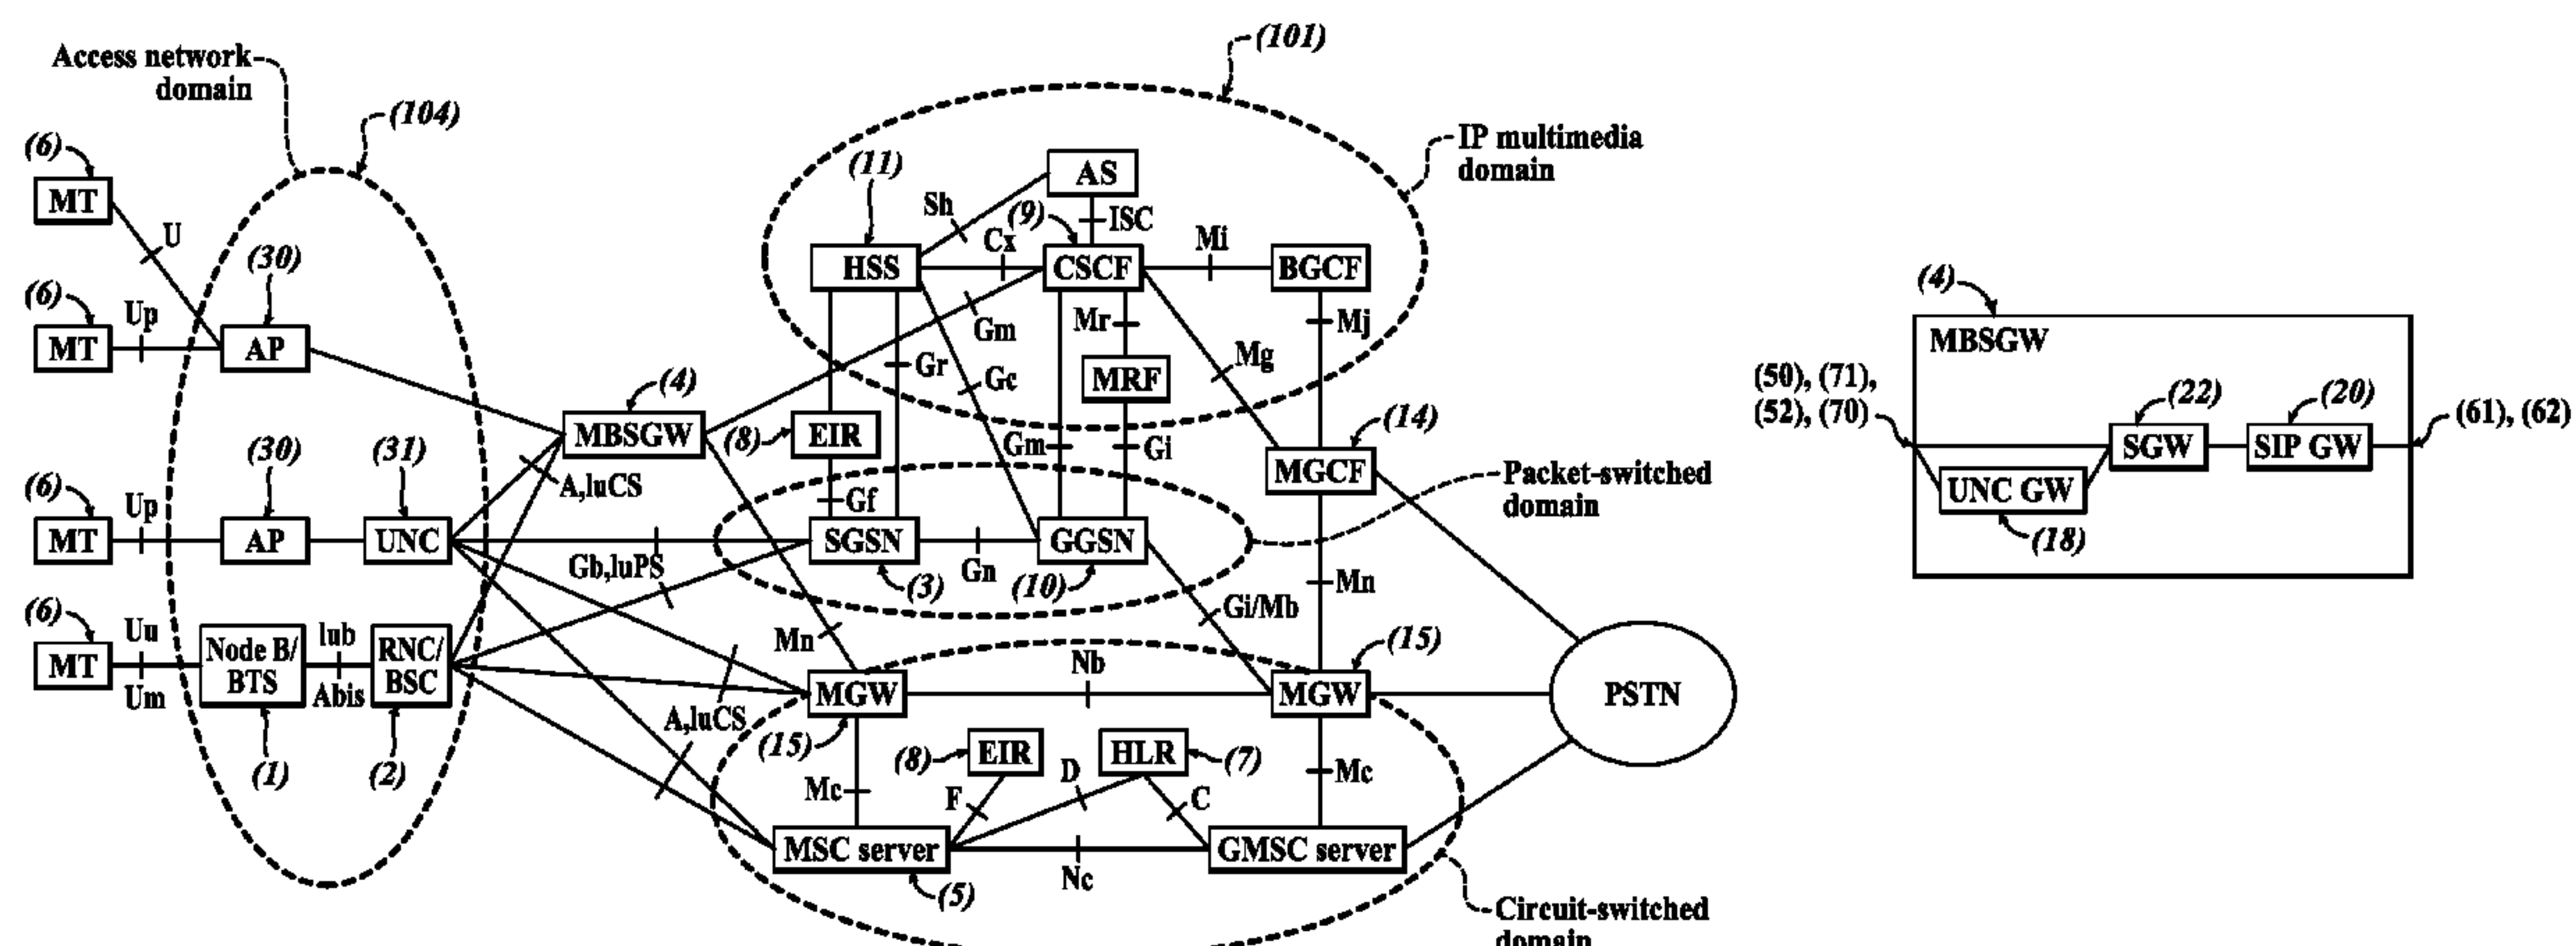 Access network
domain
(104)
(101)
IP multimedia
domain
(6)
MT
U
(6)
MT
Up
(30)
AP
(6)
MT
Up
(30)
AP
(31)
UNC
(6)
MT
Uu
Um
Node B/
BTS
(1)
Iub
Abis
RNC/
BSC
(2)
(4)
MBSGW
A,IuCS
Gb,IuPS
A,IuCS
(11)
HSS
Sh
AS
ISC
(9)
Cx
CSCF
Mi
BGCF
Gm
Mr
Mj
Gr
Gc
MRF
Mg
(8)
EIR
Gm
Gi
(14)
MGCF
Gf
SGSN
(3)
Gn
GGSN
(10)
Packet-switched
domain
Mn
Gi/Mb
Mn
MGW
(15)
Nb
MGW
(15)
PSTN
(8)
EIR
HLR
(7)
Mc
F
D
C
Mc
MSC server
(5)
Nc
GMSC server
Circuit-switched
domain
(4)
MBSGW
(50), (71),
(52), (70)
(22)
SGW
(20)
SIP GW
(61), (62)
UNC GW
(18)